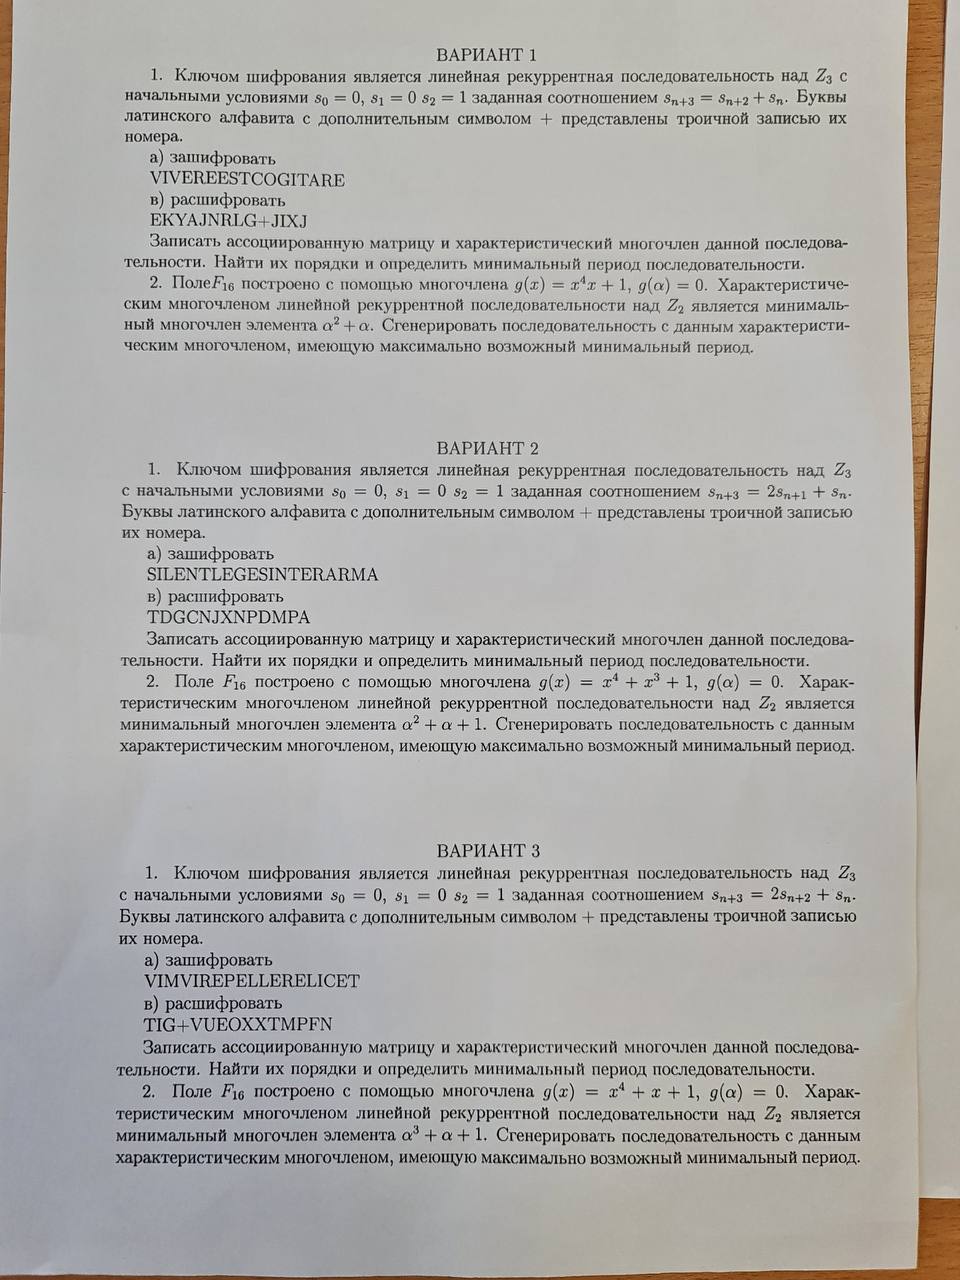 ВАРИАНТ 1
1. Ключом шифрования является линейная рекуррентная последовательность над Z₃ с
начальными условиями s₀ = 0, s₁ = 0 s₂ = 1 заданная соотношением sₙ₊₃ = sₙ₊₂ + sₙ. Буквы
латинского алфавита с дополнительным символом + представлены троичной записью их
номера.
а) зашифровать
VIVEREESTCOGITARE
в) расшифровать
EKYAJNRLG+JIXJ
Записать ассоциированную матрицу и характеристический многочлен данной последова-
тельности. Найти их порядки и определить минимальный период последовательности.
2. ПолеF₁₆ построено с помощью многочлена g(x) = x⁴x + 1, g(α) = 0. Характеристиче-
ским многочленом линейной рекуррентной последовательности над Z₂ является минималь-
ный многочлен элемента α² + α. Сгенерировать последовательность с данным характеристи-
ческим многочленом, имеющую максимально возможный минимальный период.
ВАРИАНТ 2
1. Ключом шифрования является линейная рекуррентная последовательность над Z₃
с начальными условиями s₀ = 0, s₁ = 0 s₂ = 1 заданная соотношением sₙ₊₃ = 2sₙ₊₁ + sₙ.
Буквы латинского алфавита с дополнительным символом + представлены троичной записью
их номера.
а) зашифровать
SILENTLEGESINTERARMA
в) расшифровать
TDGCNJXNPDMPA
Записать ассоциированную матрицу и характеристический многочлен данной последова-
тельности. Найти их порядки и определить минимальный период последовательности.
2. Поле F₁₆ построено с помощью многочлена g(x) = x⁴ + x³ + 1, g(α) = 0. Харак-
теристическим многочленом линейной рекуррентной последовательности над Z₂ является
минимальный многочлен элемента α² + α + 1. Сгенерировать последовательность с данным
характеристическим многочленом, имеющую максимально возможный минимальный период.
ВАРИАНТ 3
1. Ключом шифрования является линейная рекуррентная последовательность над Z₃
с начальными условиями s₀ = 0, s₁ = 0 s₂ = 1 заданная соотношением sₙ₊₃ = 2sₙ₊₂ + sₙ.
Буквы латинского алфавита с дополнительным символом + представлены троичной записью
их номера.
а) зашифровать
VIMVIREPELLERELICET
в) расшифровать
TIG+VUEOXXTMPFN
Записать ассоциированную матрицу и характеристический многочлен данной последова-
тельности. Найти их порядки и определить минимальный период последовательности.
2. Поле F₁₆ построено с помощью многочлена g(x) = x⁴ + x + 1, g(α) = 0. Харак-
теристическим многочленом линейной рекуррентной последовательности над Z₂ является
минимальный многочлен элемента α³ + α + 1. Сгенерировать последовательность с данным
характеристическим многочленом, имеющую максимально возможный минимальный период.